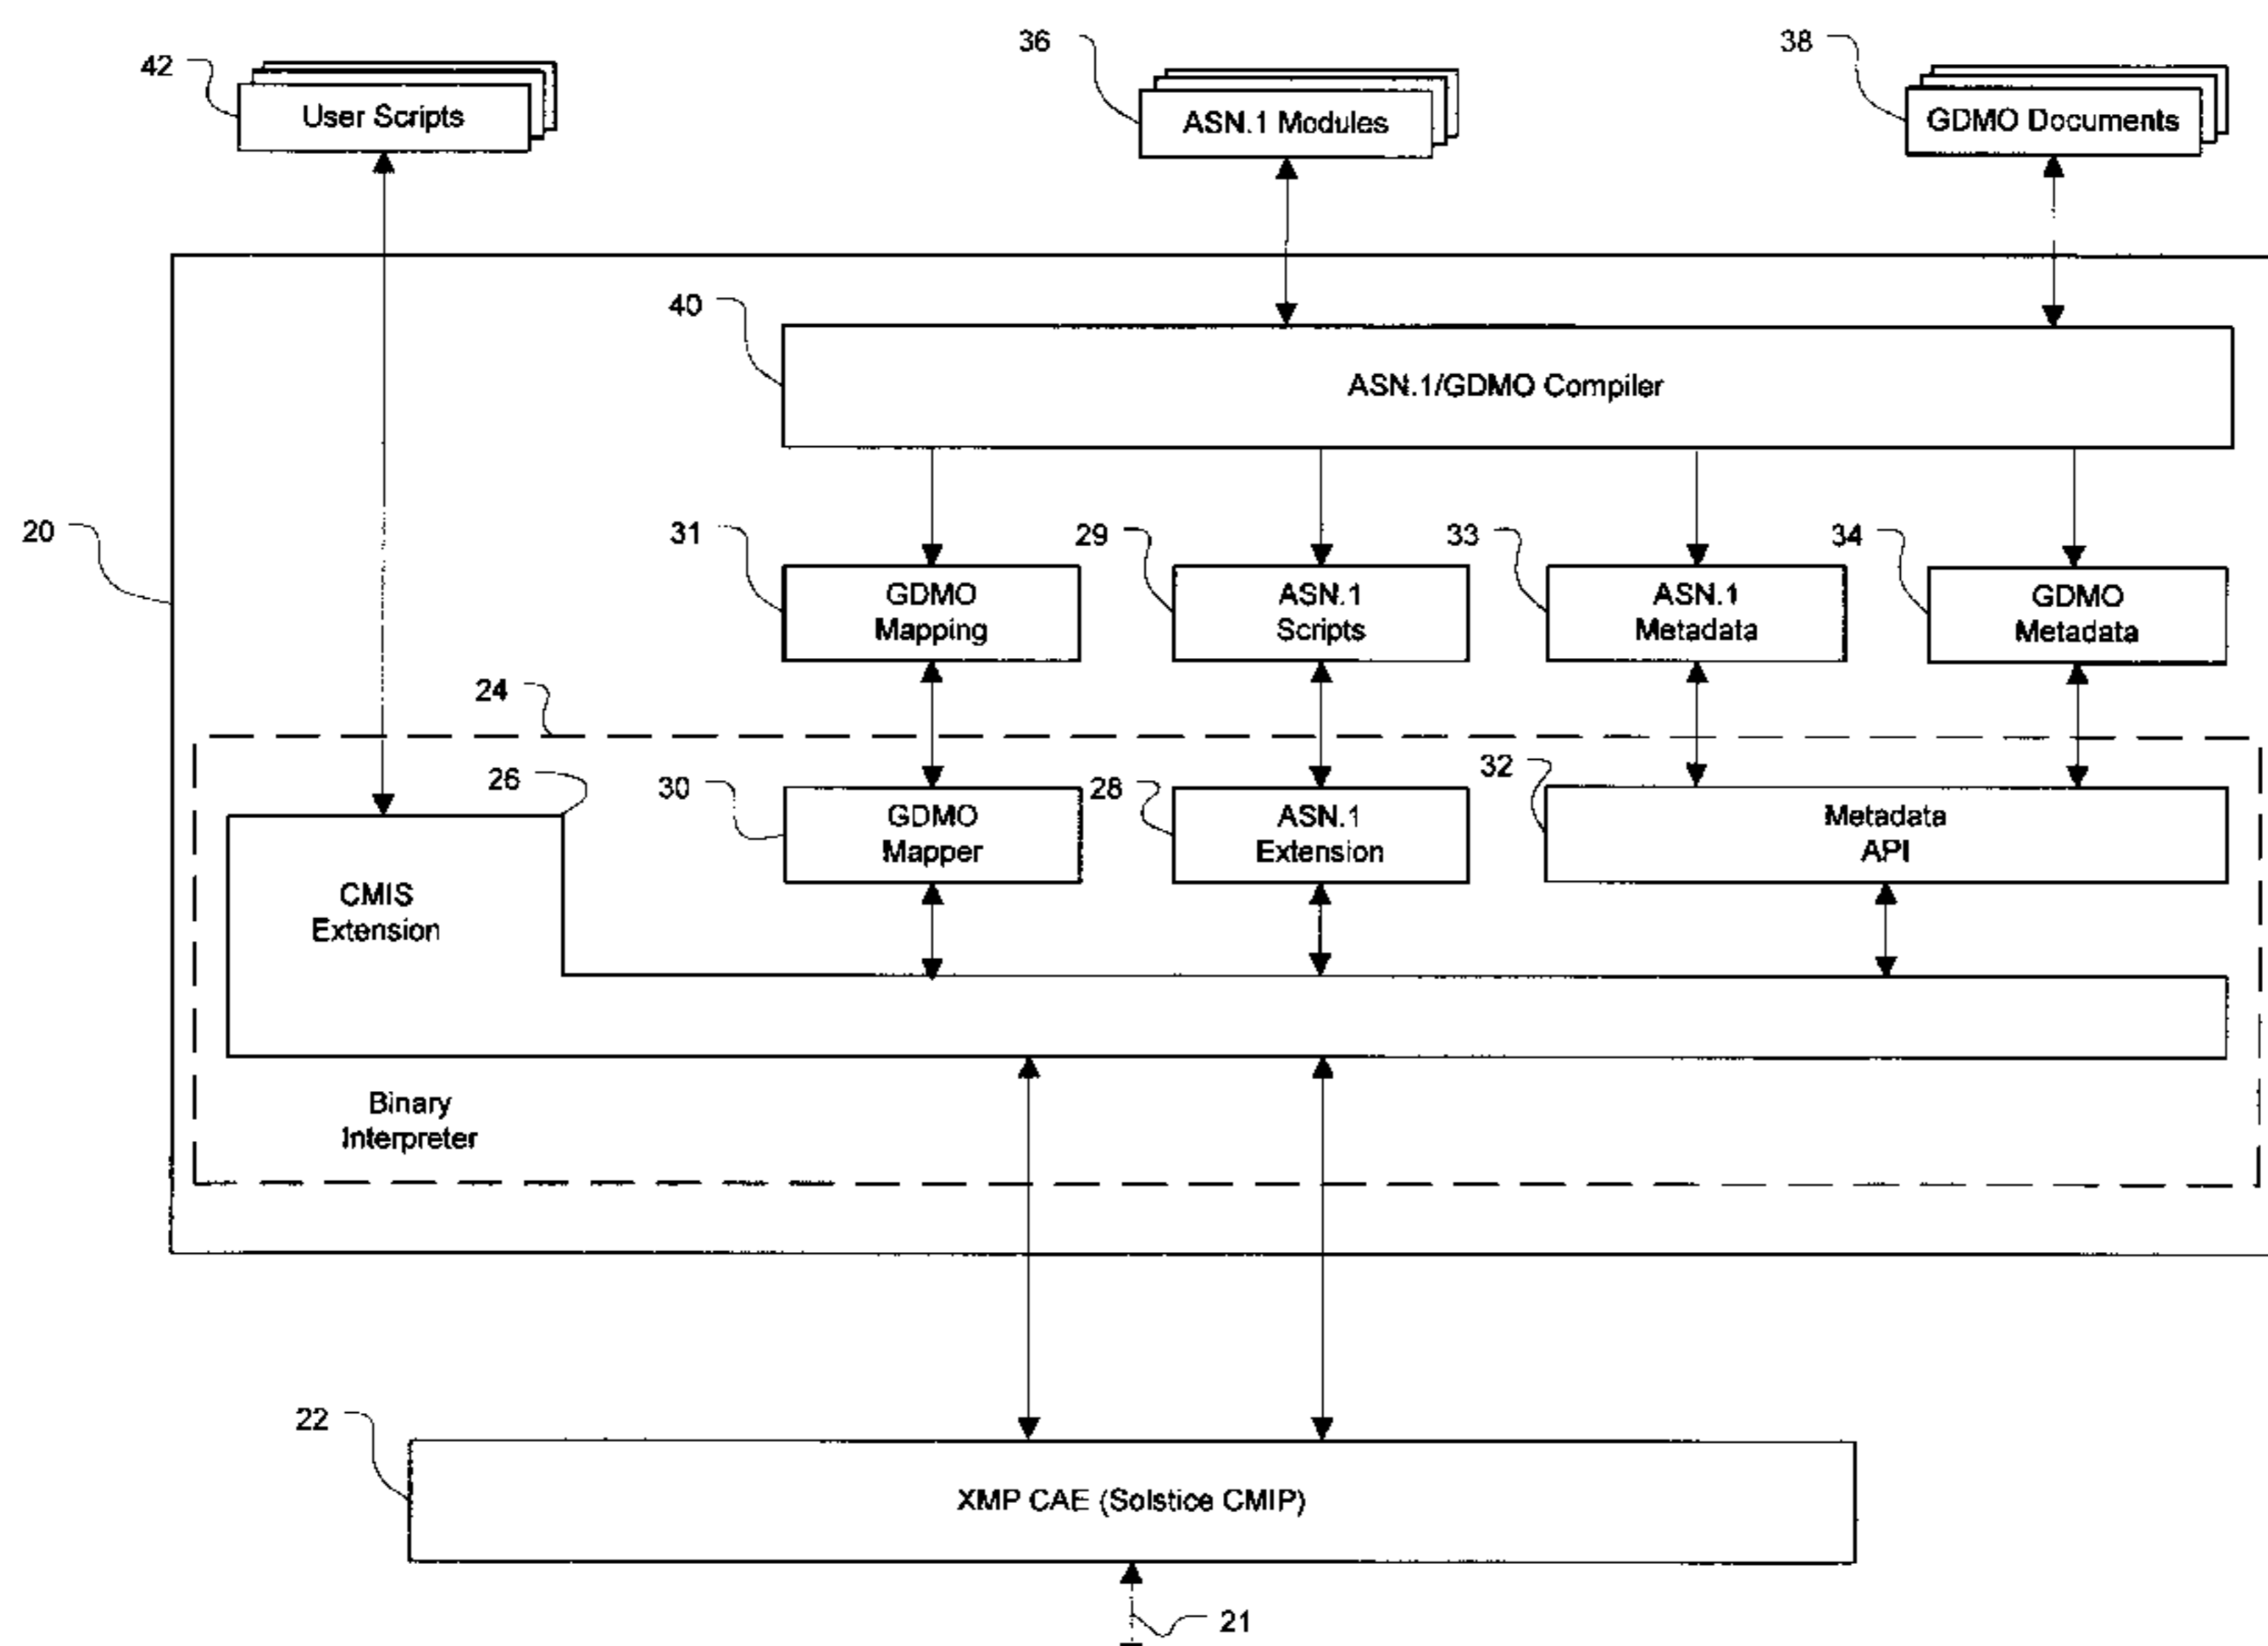 42
User Scripts
36
ASN.1 Modules
38
GDMO Documents
40
ASN.1/GDMO Compiler
20
31
GDMO
Mapping
29
ASN.1
Scripts
33
ASN.1
Metadata
34
GDMO
Metadata
24
26
CMIS
Extension
30
GDMO
Mapper
28
ASN.1
Extension
32
Metadata
API
Binary
Interpreter
22
XMP CAE (Solstice CMIP)
21